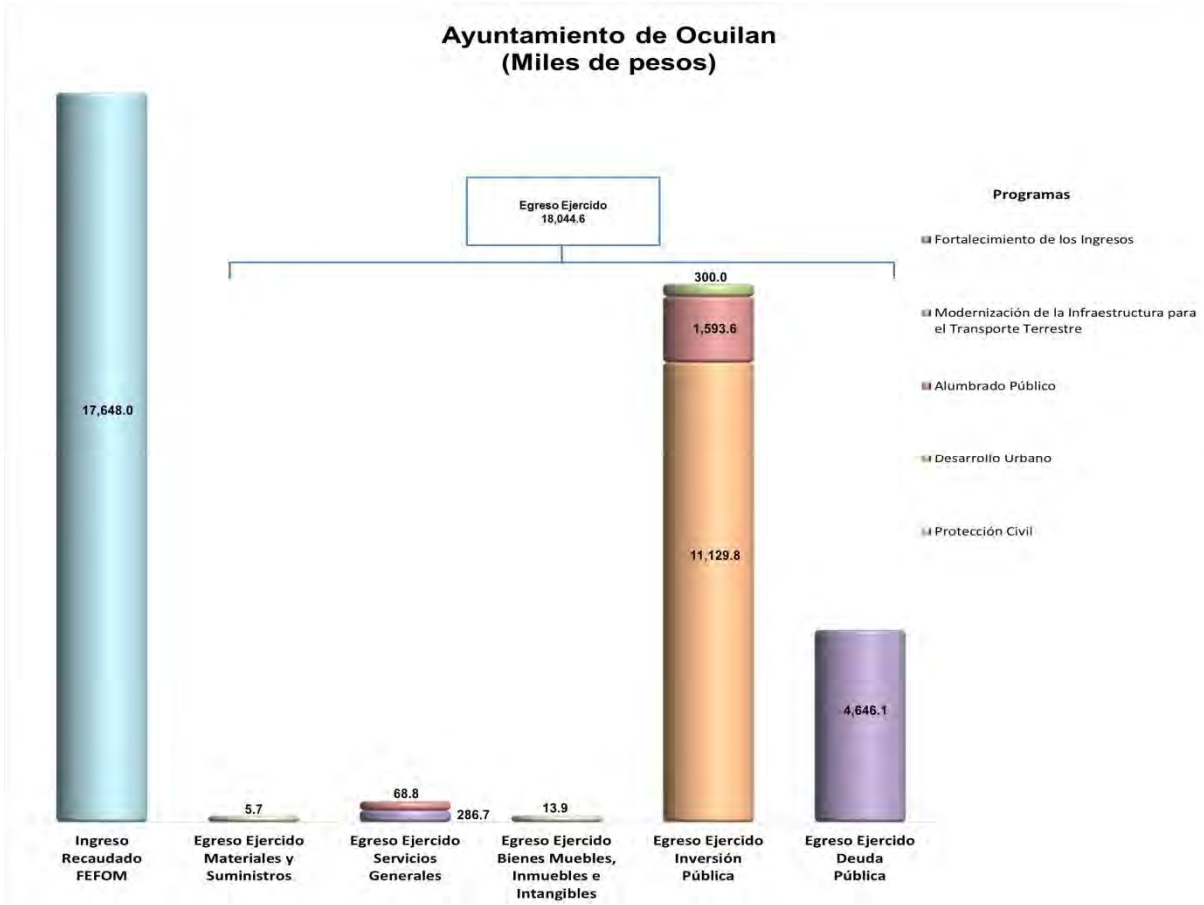 Ayuntamiento de Ocuilan
(Miles de pesos)
Egreso Ejercido
18,044.6
Programas
Fortalecimiento de los Ingresos
Modernización de la Infraestructura para
el Transporte Terrestre
Alumbrado Público
Desarrollo Urbano
Protección Civil
17,648.0
5.7
68.8
286.7
13.9
300.0
1,593.6
11,129.8
4,646.1
Ingreso
Recaudado
FEFOM
Egreso Ejercido
Materiales y
Suministros
Egreso Ejercido
Servicios
Generales
Egreso Ejercido
Bienes Muebles,
Inmuebles e
Intangibles
Egreso Ejercido
Inversión
Pública
Egreso Ejercido
Deuda
Pública